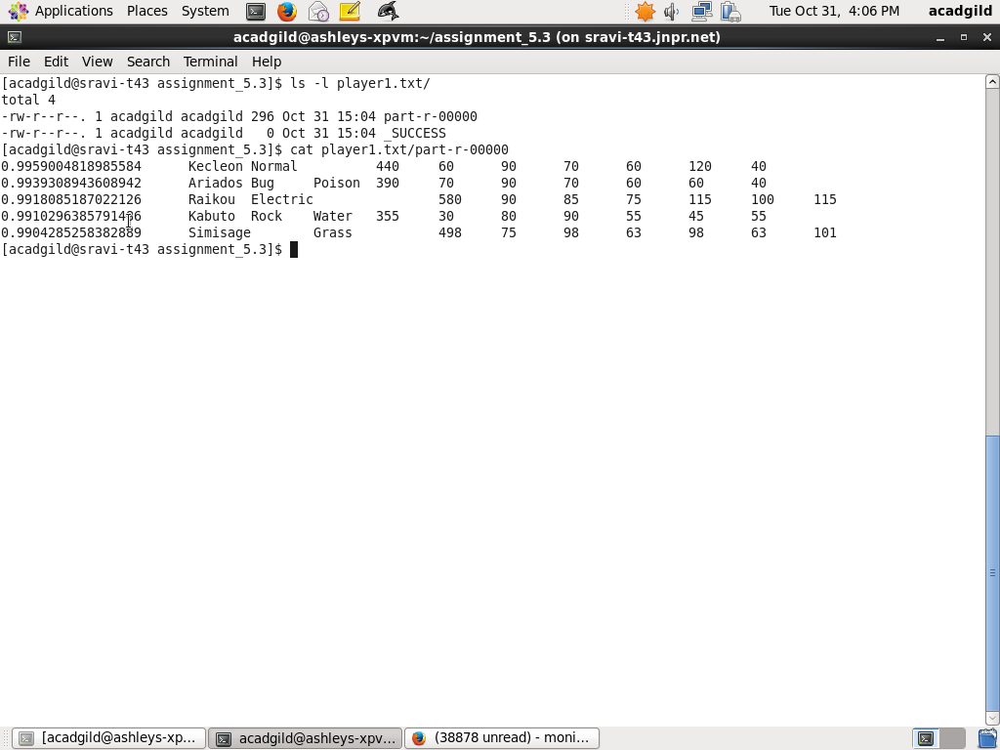 Applications Places System Tue Oct 31, 4:06 PM acadgild
acadgild@ashleys-xpvm:~/assignment_5.3 (on sravi-t43.jnpr.net)
File Edit View Search Terminal Help
[acadgild@sravi-t43 assignment_5.3]$ ls -l player1.txt/
total 4
-rw-r--r--. 1 acadgild acadgild 296 Oct 31 15:04 part-r-00000
-rw-r--r--. 1 acadgild acadgild   0 Oct 31 15:04 _SUCCESS
[acadgild@sravi-t43 assignment_5.3]$ cat player1.txt/part-r-00000
0.9959004818985584 Kecleon Normal 440 60 90 70 60 120 40
0.9939308943608942 Ariados Bug Poison 390 70 90 70 60 60 40
0.9918085187022126 Raikou Electric 580 90 85 75 115 100 115
0.9910296385791436 Kabuto Rock Water 355 30 80 90 55 45 55
0.9904285258382889 Simisage Grass 498 75 98 63 98 63 101
[acadgild@sravi-t43 assignment_5.3]$
[acadgild@ashleys-xp... acadgild@ashleys-xpv... (38878 unread) - moni...